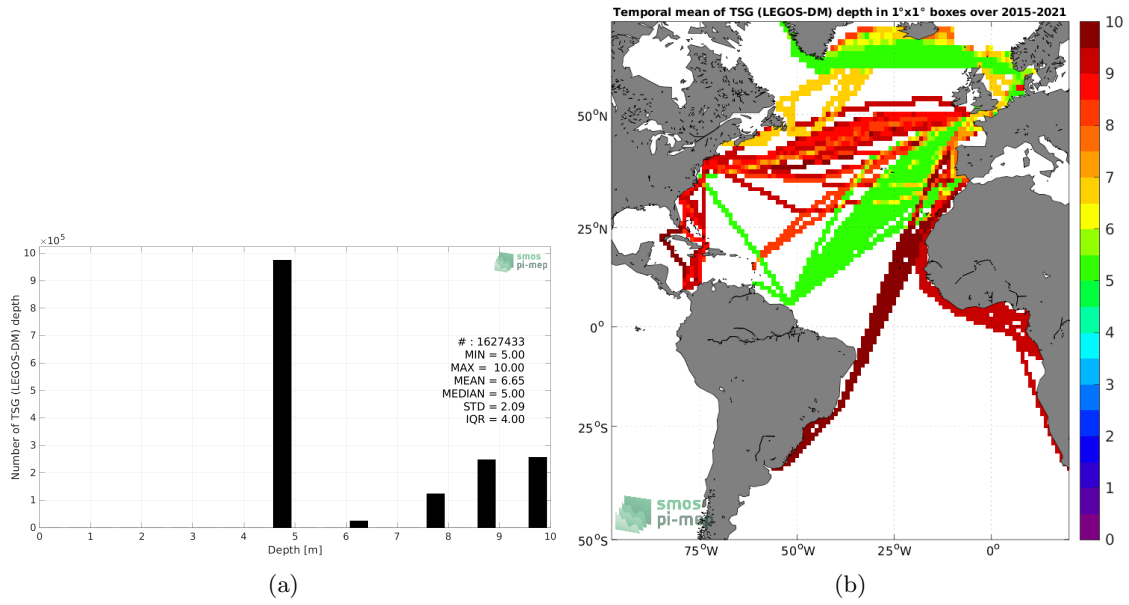 Temporal mean of TSG (LEGOS-DM) depth in 1°x1° boxes over 2015-2021
×10⁵
10
9
8
7
6
5
4
3
2
1
0
Number of TSG (LEGOS-DM) depth
smos
pi-mep
# : 1627433
MIN = 5.00
MAX = 10.00
MEAN = 6.65
MEDIAN = 5.00
STD = 2.09
IQR = 4.00
0 1 2 3 4 5 6 7 8 9 10
Depth [m]
(a)
50°N
25°N
0°
25°S
50°S
75°W 50°W 25°W 0°
smos
pi-mep
10
9
8
7
6
5
4
3
2
1
0
(b)